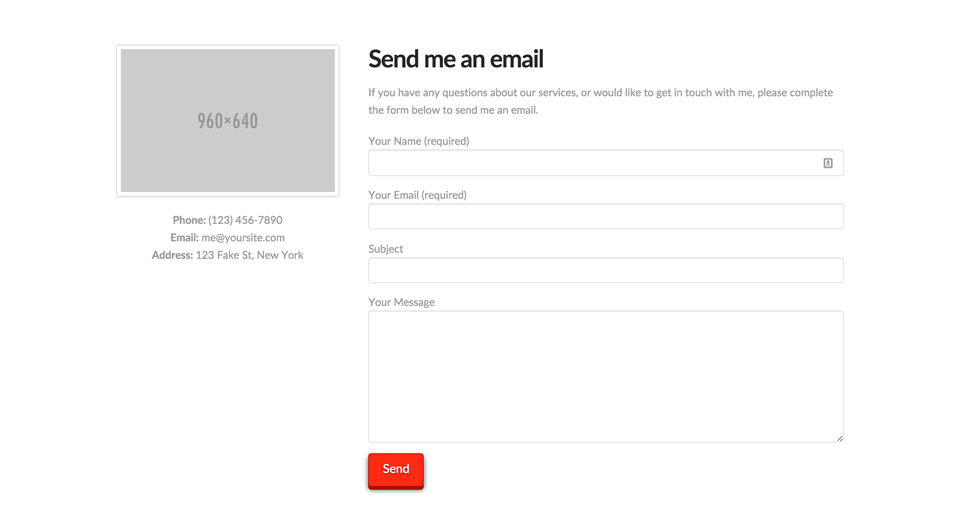 960×640
Phone: (123) 456-7890
Email: me@yoursite.com
Address: 123 Fake St, New York
Send me an email
If you have any questions about our services, or would like to get in touch with me, please complete
the form below to send me an email.
Your Name (required)
Your Email (required)
Subject
Your Message
Send